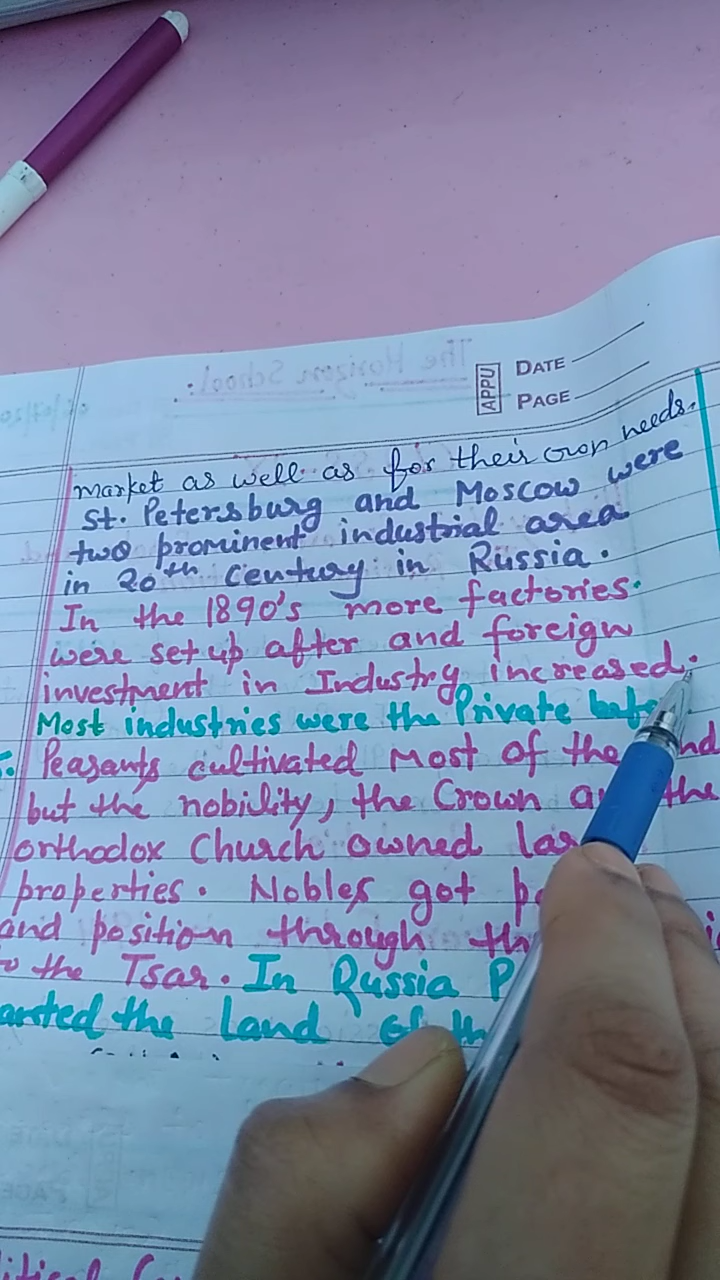 The Horizon School.
APPU
DATE
PAGE
market as well as for their own needs.
St. Petersburg and Moscow were
two prominent industrial area
in 20th Century in Russia.
In the 1890's more factories.
were set up after and foreign
investment in Industry increased.
Most industries were the Private
Peasants cultivated Most of the
but the nobility, the Crown the
orthodox Church owned
properties. Nobles got
and position through
the Tsar. In Russia
the Land of